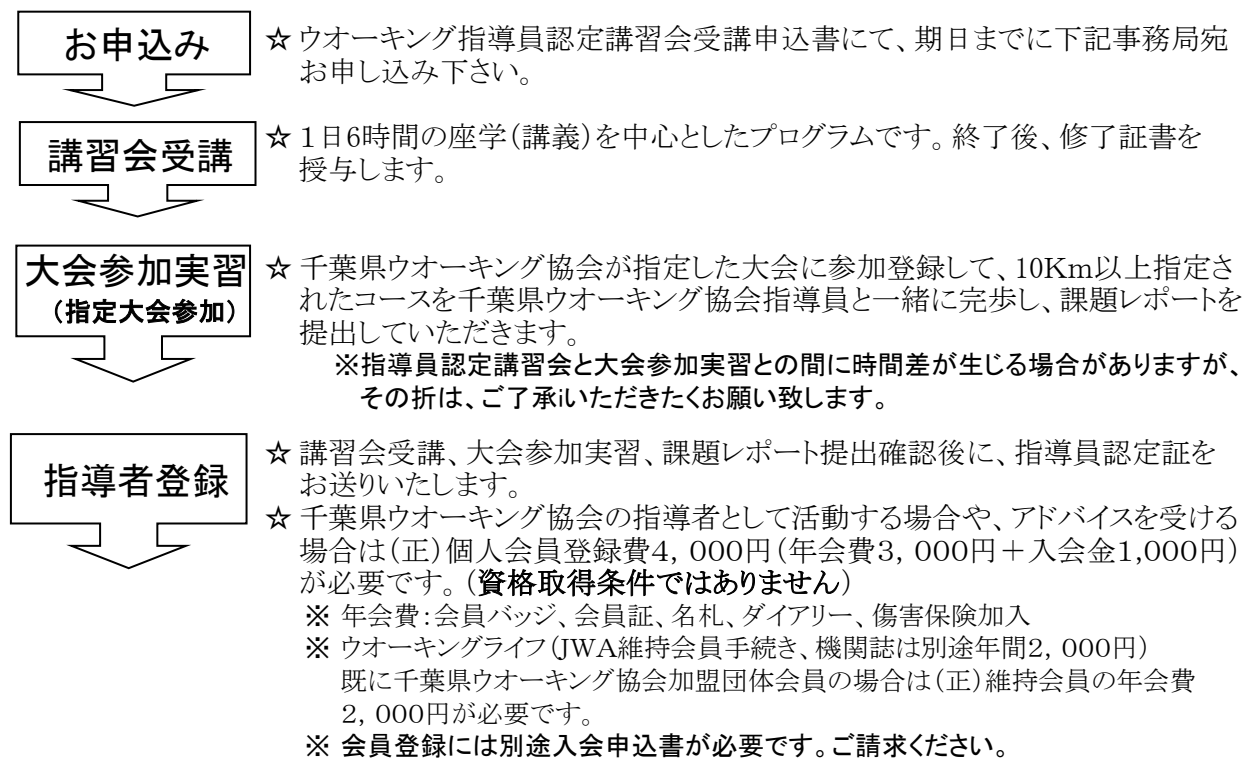 お申込み
☆ウオーキング指導員認定講習会受講申込書にて、期日までに下記事務局宛
お申し込み下さい。
講習会受講
☆１日6時間の座学（講義）を中心としたプログラムです。終了後、修了証書を
授与します。
大会参加実習
（指定大会参加）
☆千葉県ウオーキング協会が指定した大会に参加登録して、10Km以上指定さ
れたコースを千葉県ウオーキング協会指導員と一緒に完歩し、課題レポートを
提出していただきます。
※指導員認定講習会と大会参加実習との間に時間差が生じる場合がありますが、
その折は、ご了承iいただきたくお願い致します。
指導者登録
☆講習会受講、大会参加実習、課題レポート提出確認後に、指導員認定証を
お送りいたします。
☆千葉県ウオーキング協会の指導者として活動する場合や、アドバイスを受ける
場合は（正）個人会員登録費４，０００円（年会費３，０００円＋入会金1,000円）
が必要です。（資格取得条件ではありません）
※ 年会費：会員バッジ、会員証、名札、ダイアリー、傷害保険加入
※ ウオーキングライフ（JWA維持会員手続き、機関誌は別途年間２，０００円）
既に千葉県ウオーキング協会加盟団体会員の場合は（正）維持会員の年会費
２，０００円が必要です。
※ 会員登録には別途入会申込書が必要です。ご請求ください。